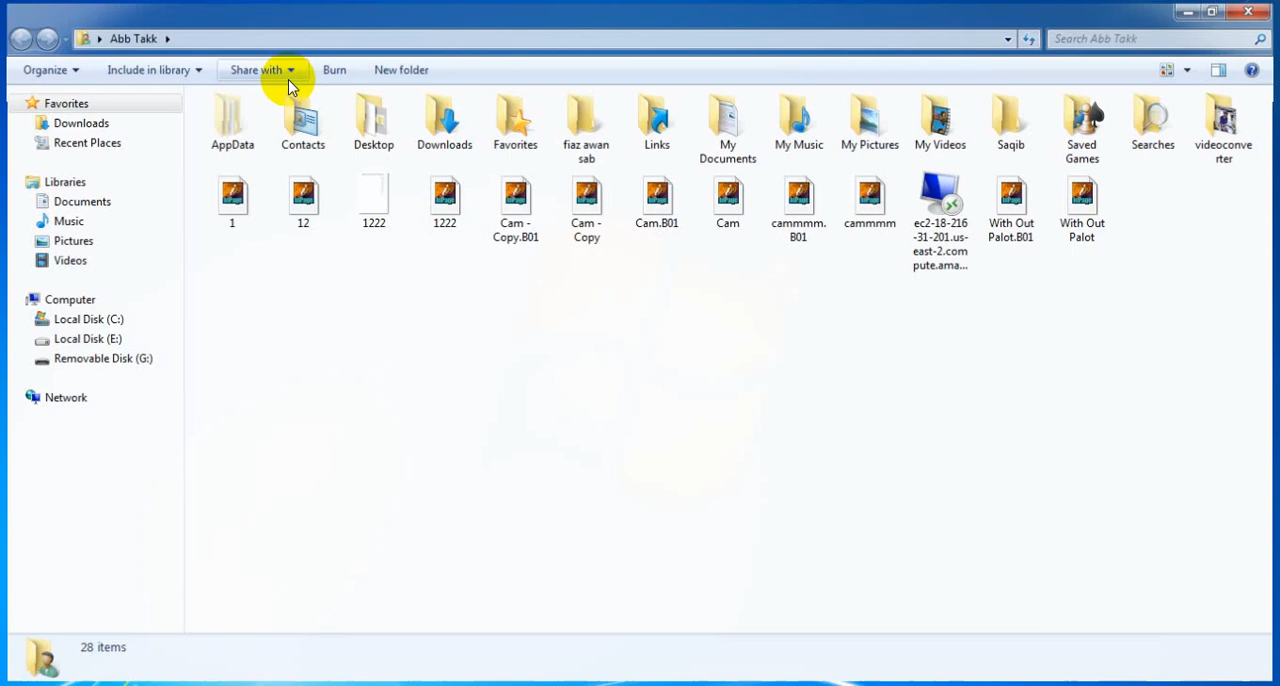 Abb Takk
Search Abb Takk
Organize
Include in library
Share with
Burn
New folder
Favorites
Downloads
Recent Places
Libraries
Documents
Music
Pictures
Videos
Computer
Local Disk (C:)
Local Disk (E:)
Removable Disk (G:)
Network
AppData
Contacts
Desktop
Downloads
Favorites
fiaz awan
sab
Links
My
Documents
My Music
My Pictures
My Videos
Saqib
Saved
Games
Searches
videoconve
rter
1
12
1222
1222
Cam -
Copy.B01
Cam -
Copy
Cam.B01
Cam
cammmm.
B01
cammmm
ec2-18-216
-31-201.us-
east-2.com
pute.ama...
With Out
Palot.B01
With Out
Palot
28 items